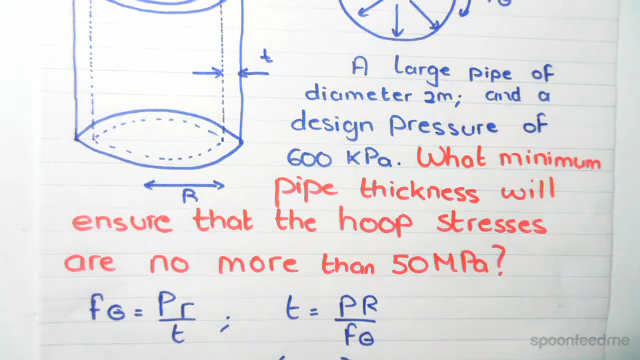 t
A large pipe of
diameter 2m; and a
design pressure of
600 KPa. What minimum
R
pipe thickness will
ensure that the hoop stresses
are no more than 50MPa?
fθ = Pr/t ; t = PR/fθ
spoonfeedme